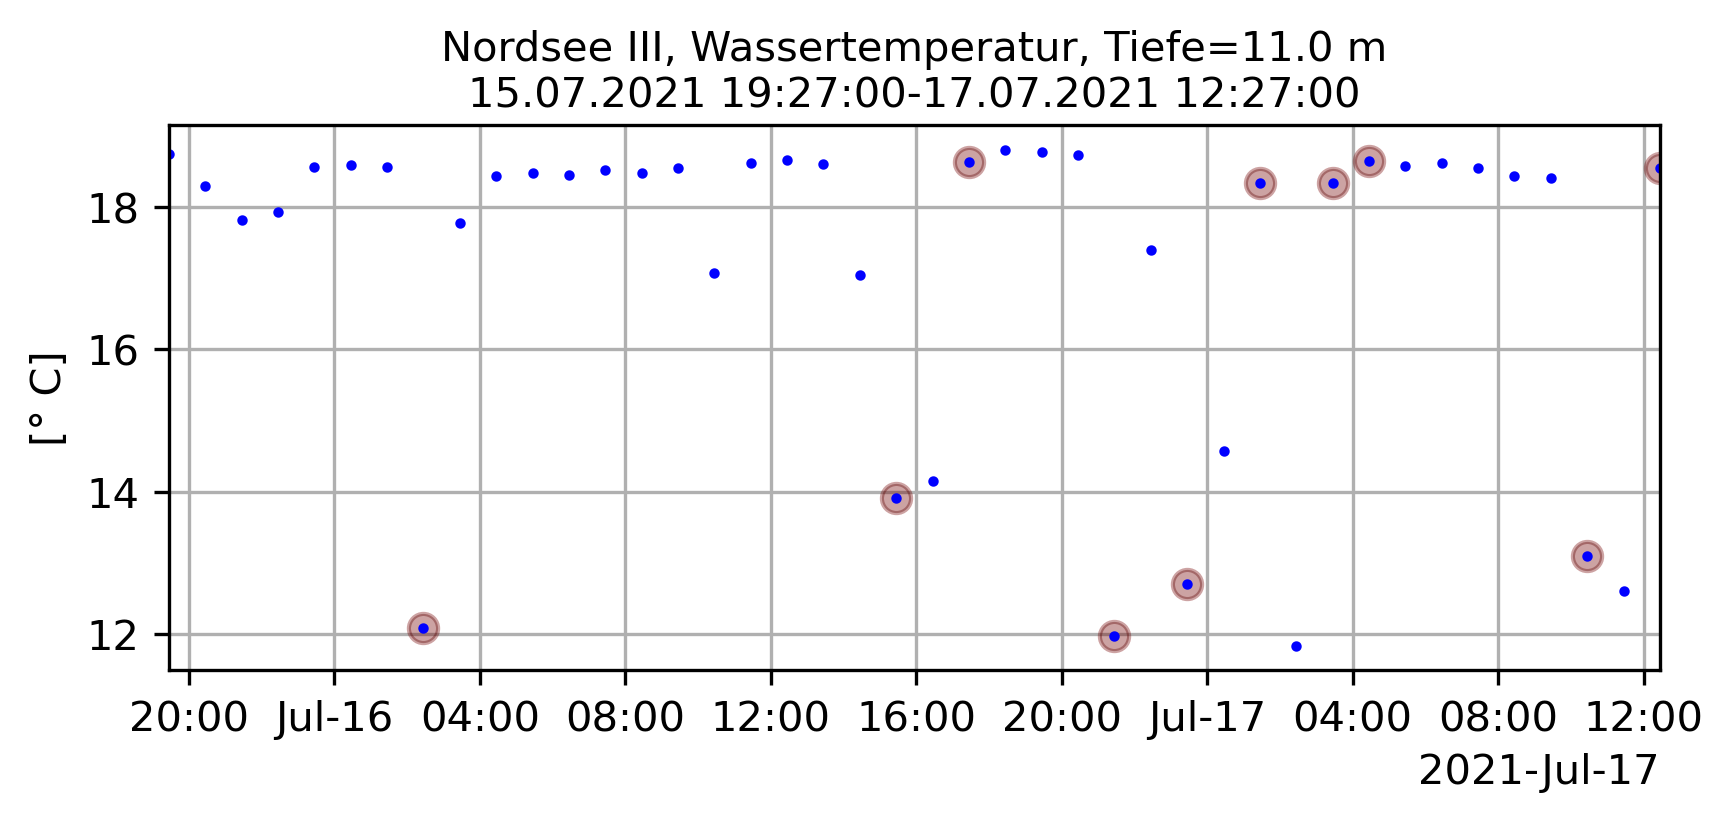 Nordsee III, Wassertemperatur, Tiefe=11.0 m
15.07.2021 19:27:00-17.07.2021 12:27:00
[° C]
18
16
14
12
20:00 Jul-16 04:00 08:00 12:00 16:00 20:00 Jul-17 04:00 08:00 12:00
2021-Jul-17